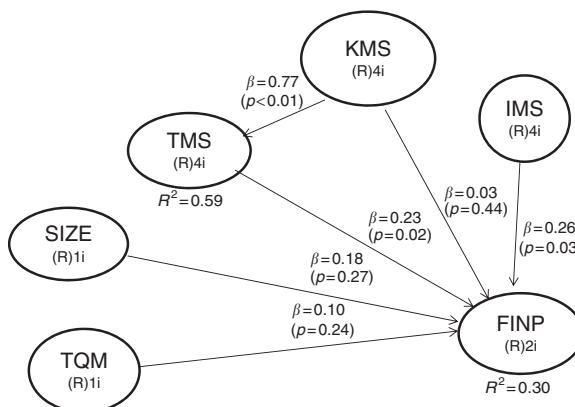 KMS
(R)4i
β=0.77
(p<0.01)
IMS
(R)4i
TMS
(R)4i
R²=0.59
β=0.03
(p=0.44)
β=0.23
(p=0.02)
β=0.26
(p=0.03
SIZE
(R)1i
β=0.18
(p=0.27)
β=0.10
(p=0.24)
FINP
(R)2i
R²=0.30
TQM
(R)1i